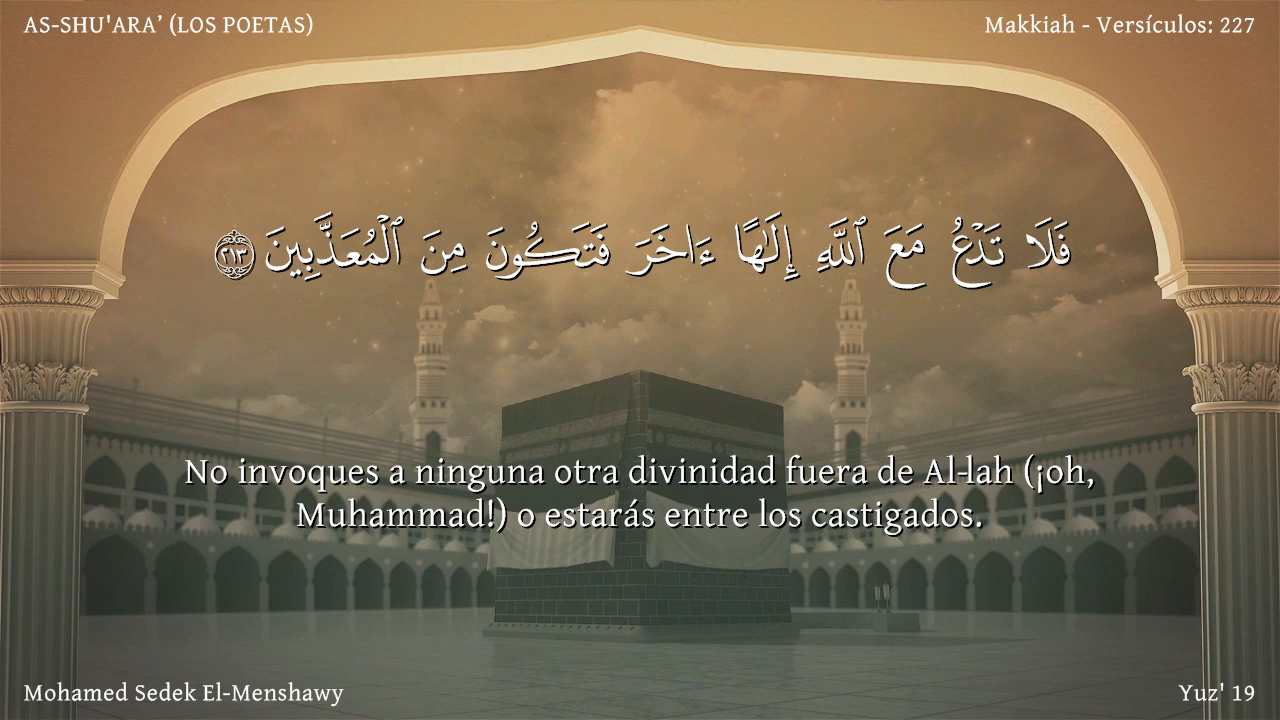 AS-SHU'ARA’ (LOS POETAS)
Makkiah - Versículos: 227
فَلَا تَدۡعُ مَعَ ٱللَّهِ إِلَٰهًا ءَاخَرَ فَتَكُونَ مِنَ ٱلۡمُعَذَّبِينَ ٢١٣
No invoques a ninguna otra divinidad fuera de Al-lah (¡oh,
Muhammad!) o estarás entre los castigados.
Mohamed Sedek El-Menshawy
Yuz' 19